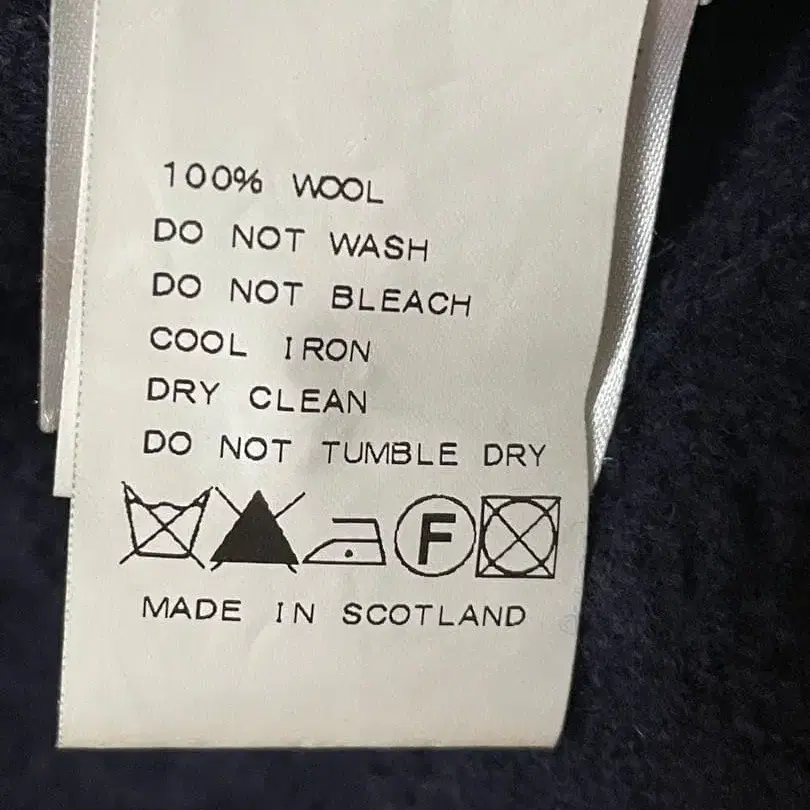 100% WOOL
DO NOT WASH
DO NOT BLEACH
COOL IRON
DRY CLEAN
DO NOT TUMBLE DRY
F
MADE IN SCOTLAND